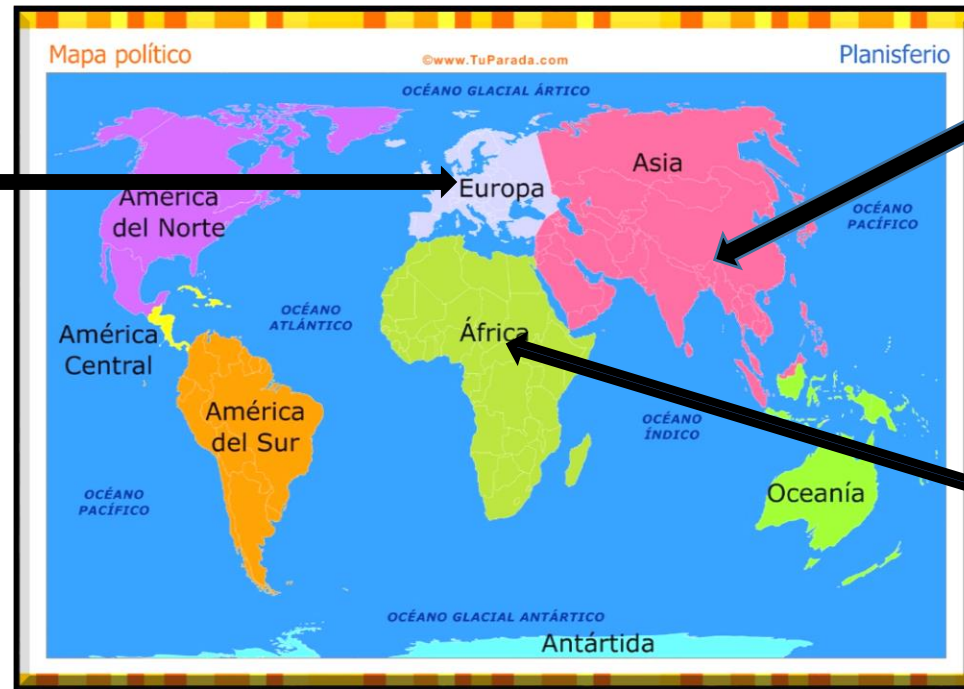 Mapa político
©www.TuParada.com
Planisferio
OCÉANO GLACIAL ÁRTICO
Asia
Europa
América
del Norte
OCÉANO
PACÍFICO
OCÉANO
ATLÁNTICO
África
América
Central
América
del Sur
OCÉANO
ÍNDICO
OCÉANO
PACÍFICO
Oceanía
OCÉANO GLACIAL ANTÁRTICO
Antártida